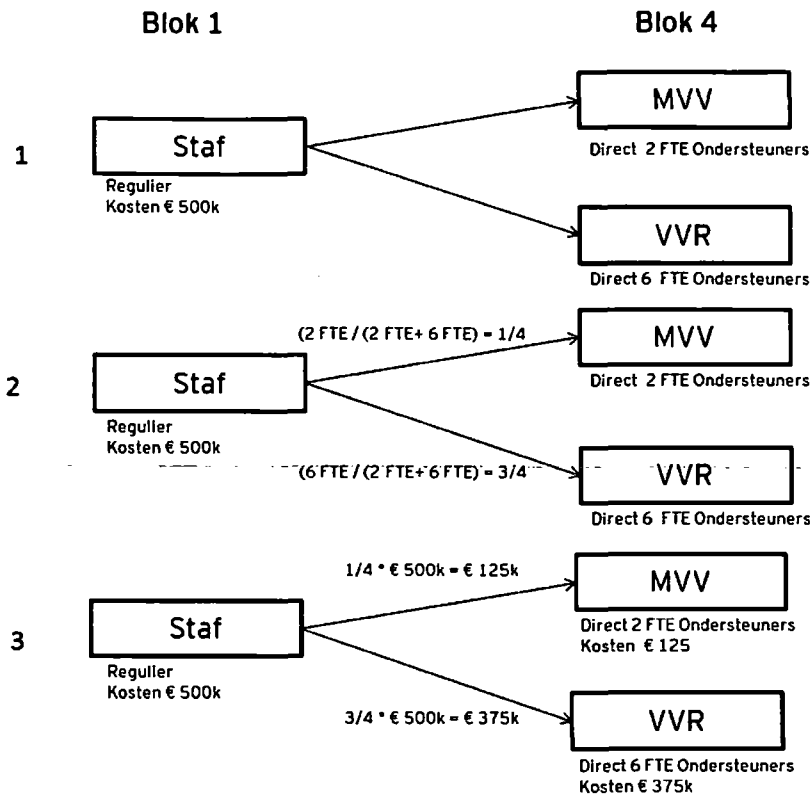 Blok 1
Blok 4
1
Staf
Regulier
Kosten € 500k
MVV
Direct 2 FTE Ondersteuners
VVR
Direct 6 FTE Ondersteuners
2
Staf
Regulier
Kosten € 500k
(2 FTE / (2 FTE+ 6 FTE) = 1/4
MVV
Direct 2 FTE Ondersteuners
(6 FTE / (2 FTE+ 6 FTE) = 3/4
VVR
Direct 6 FTE Ondersteuners
3
Staf
Regulier
Kosten € 500k
1/4 * € 500k = € 125k
MVV
Direct 2 FTE Ondersteuners
Kosten € 125
3/4 * € 500k = € 375k
VVR
Direct 6 FTE Ondersteuners
Kosten € 375k